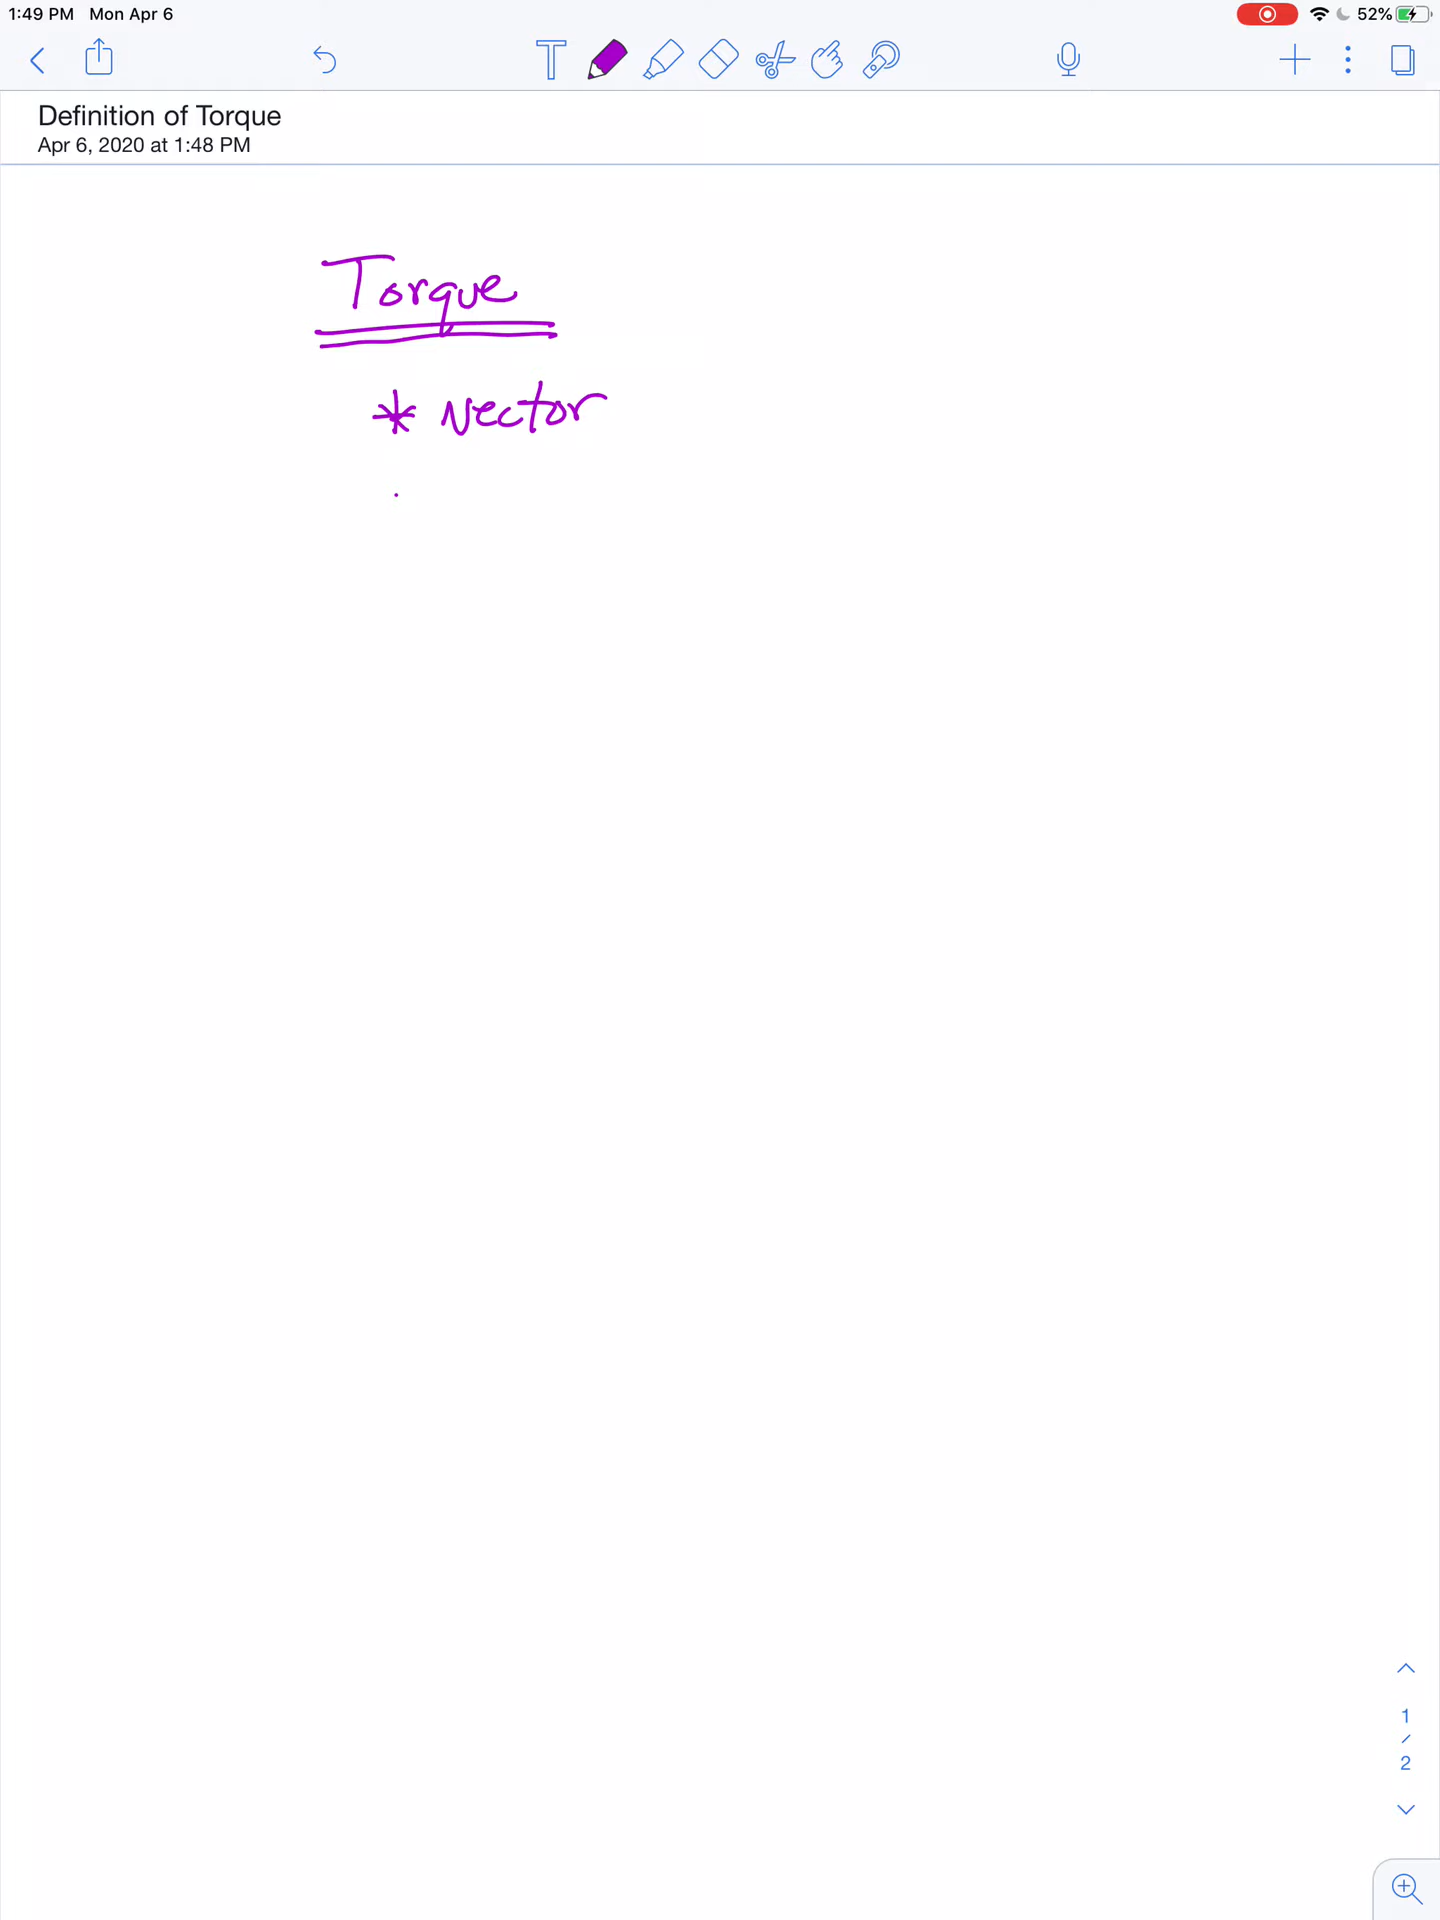 1:49 PM Mon Apr 6
52%
Definition of Torque
Apr 6, 2020 at 1:48 PM
Torque
* Vector
1
/
2